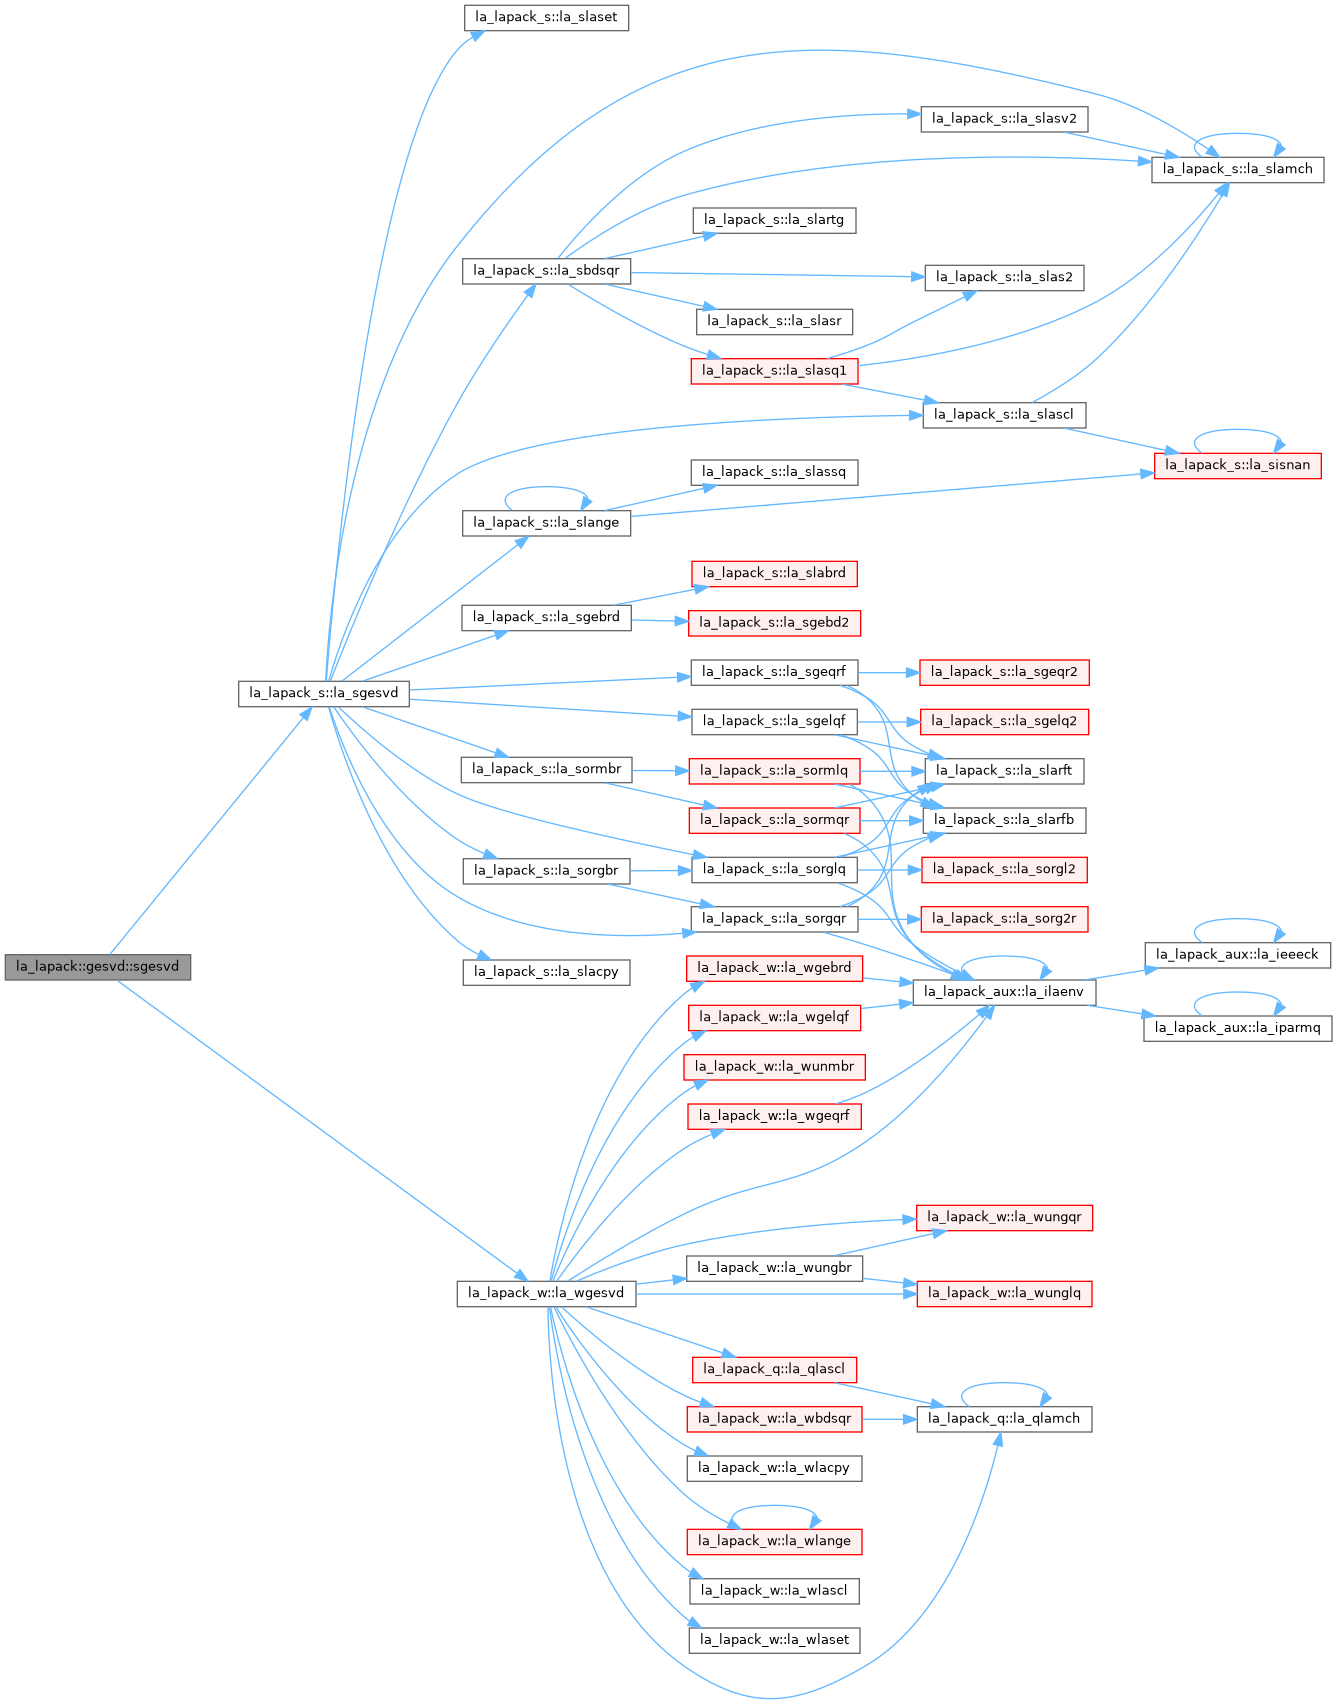 la_lapack_s::la_slaset
la_lapack_s::la_slasv2
la_lapack_s::la_slamch
la_lapack_s::la_slartg
la_lapack_s::la_sbdsqr
la_lapack_s::la_slas2
la_lapack_s::la_slasr
la_lapack_s::la_slasq1
la_lapack_s::la_slascl
la_lapack_s::la_sisnan
la_lapack_s::la_slassq
la_lapack_s::la_slange
la_lapack_s::la_slabrd
la_lapack_s::la_sgebrd
la_lapack_s::la_sgebd2
la_lapack_s::la_sgeqrf
la_lapack_s::la_sgeqr2
la_lapack_s::la_sgesvd
la_lapack_s::la_sgelqf
la_lapack_s::la_sgelq2
la_lapack_s::la_sormbr
la_lapack_s::la_sormlq
la_lapack_s::la_slarft
la_lapack_s::la_sormqr
la_lapack_s::la_slarfb
la_lapack_s::la_sorgbr
la_lapack_s::la_sorglq
la_lapack_s::la_sorgl2
la_lapack_s::la_sorgqr
la_lapack_s::la_sorg2r
la_lapack_aux::la_ieeeck
la_lapack::gesvd::sgesvd
la_lapack_s::la_slacpy
la_lapack_w::la_wgebrd
la_lapack_aux::la_ilaenv
la_lapack_w::la_wgelqf
la_lapack_aux::la_iparmq
la_lapack_w::la_wunmbr
la_lapack_w::la_wgeqrf
la_lapack_w::la_wungqr
la_lapack_w::la_wungbr
la_lapack_w::la_wgesvd
la_lapack_w::la_wunglq
la_lapack_q::la_qlascl
la_lapack_w::la_wbdsqr
la_lapack_q::la_qlamch
la_lapack_w::la_wlacpy
la_lapack_w::la_wlange
la_lapack_w::la_wlascl
la_lapack_w::la_wlaset